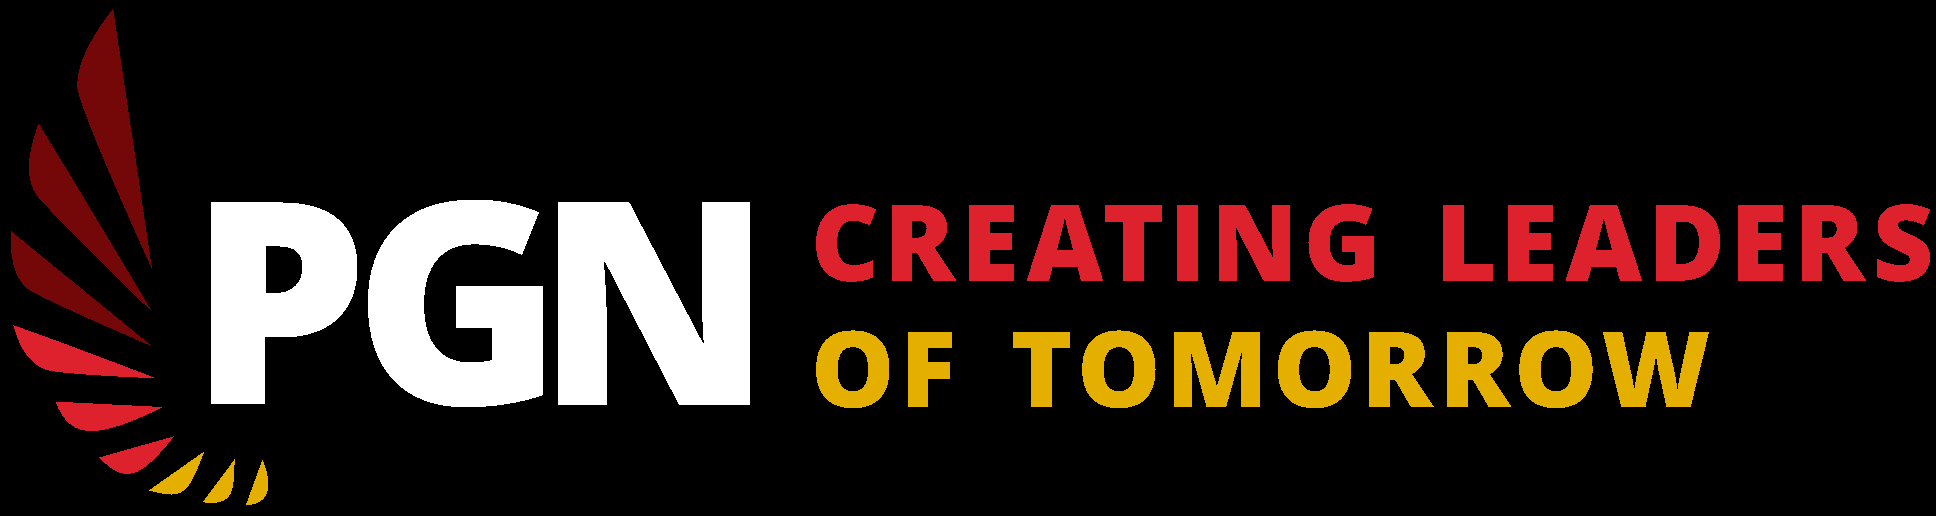 PGN
CREATING LEADERS
OF TOMORROW